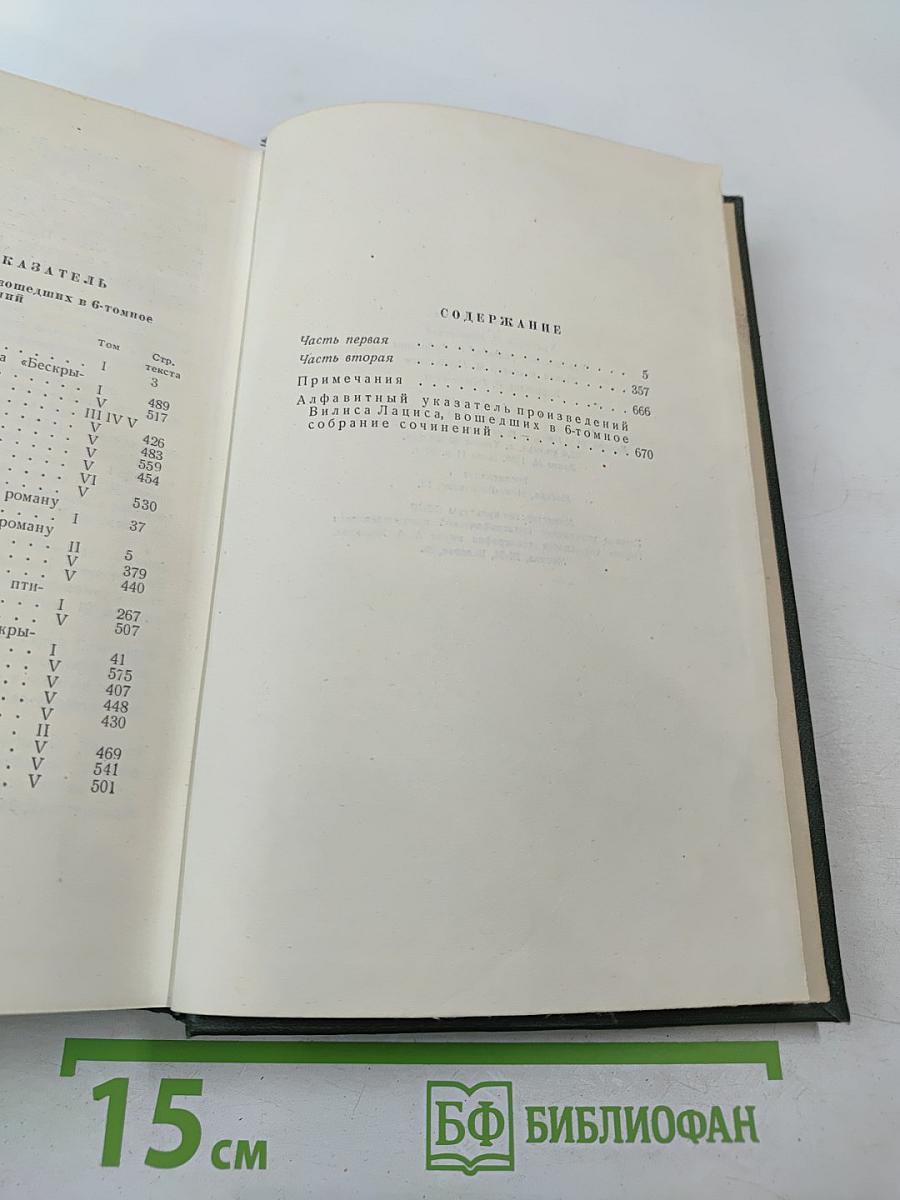 КАЗАТЕЛЬ
вошедших в 6-томное
ний
Том Стр. текста
. . . . . . . I 3
а «Бескры-
. . . . . . . I 489
. . . . . . . V 517
. . . . . . . III IV V
. . . . . . . V 426
. . . . . . . V 483
. . . . . . . V 559
. . . . . . . VI 454
. . . . . . . V
роману 530
. . . . . . . I 37
роману
. . . . . . . II 5
. . . . . . . V 379
. . . . . . . V 440
пти-
. . . . . . . I 267
. . . . . . . V 507
кры-
. . . . . . . I 41
. . . . . . . V 575
. . . . . . . V 407
. . . . . . . V 448
. . . . . . . V 430
. . . . . . . II
. . . . . . . V 469
. . . . . . . V 541
. . . . . . . V 501
СОДЕРЖАНИЕ
Часть первая . . . . . . . . . . . . 5
Часть вторая . . . . . . . . . . . . 357
Примечания . . . . . . . . . . . . 666
Алфавитный указатель произведений
Вилиса Лациса, вошедших в 6-томное
собрание сочинений . . . . . . . . . . . 670
15 см
БФ БИБЛИОФАН